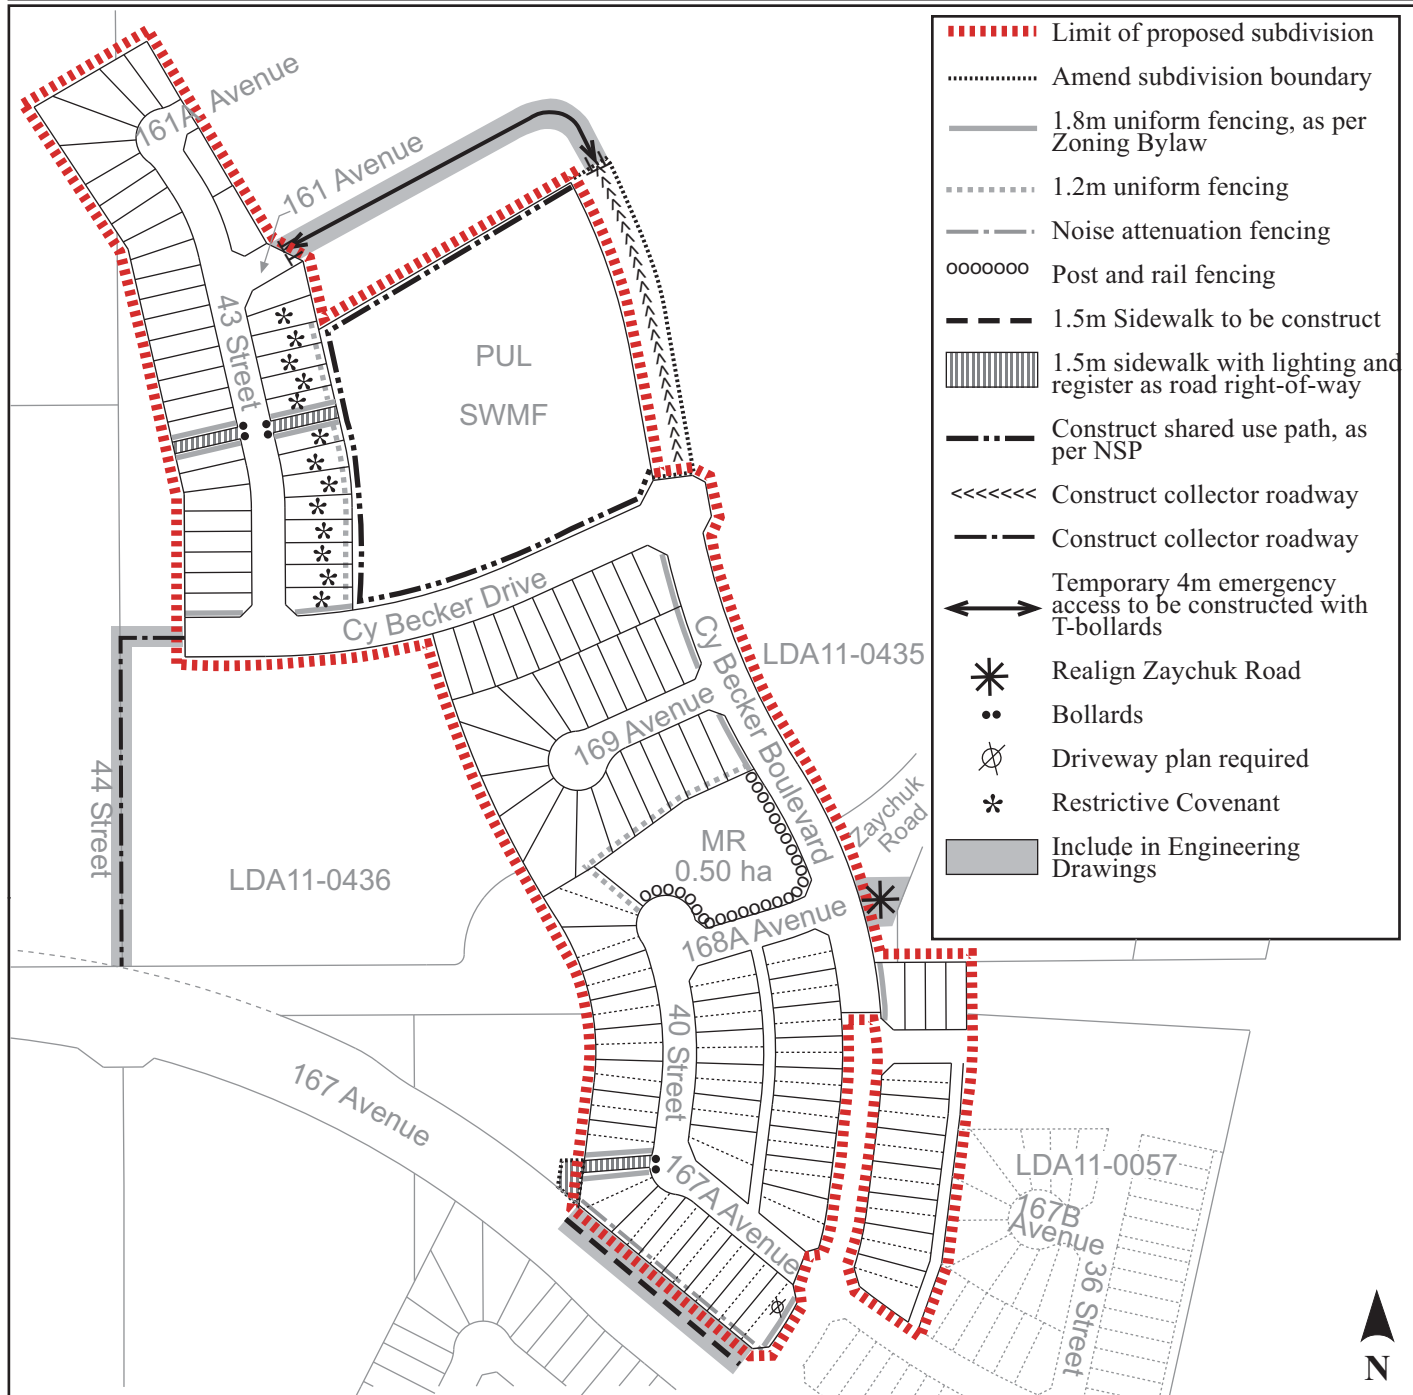 Limit of proposed subdivision
Amend subdivision boundary
1.8m uniform fencing, as per
Zoning Bylaw
1.2m uniform fencing
Noise attenuation fencing
Post and rail fencing
1.5m Sidewalk to be construct
1.5m sidewalk with lighting and
register as road right-of-way
Construct shared use path, as
per NSP
Construct collector roadway
Construct collector roadway
Temporary 4m emergency
access to be constructed with
T-bollards
Realign Zaychuk Road
Bollards
Driveway plan required
Restrictive Covenant
Include in Engineering
Drawings
161A Avenue
161 Avenue
43 Street
PUL
SWMF
Cy Becker Drive
Cy Becker Boulevard
LDA11-0435
169 Avenue
44 Street
LDA11-0436
MR
0.50 ha
Zaychuk
Road
168A Avenue
40 Street
167 Avenue
167A Avenue
LDA11-0057
167B
Avenue
36 Street
N